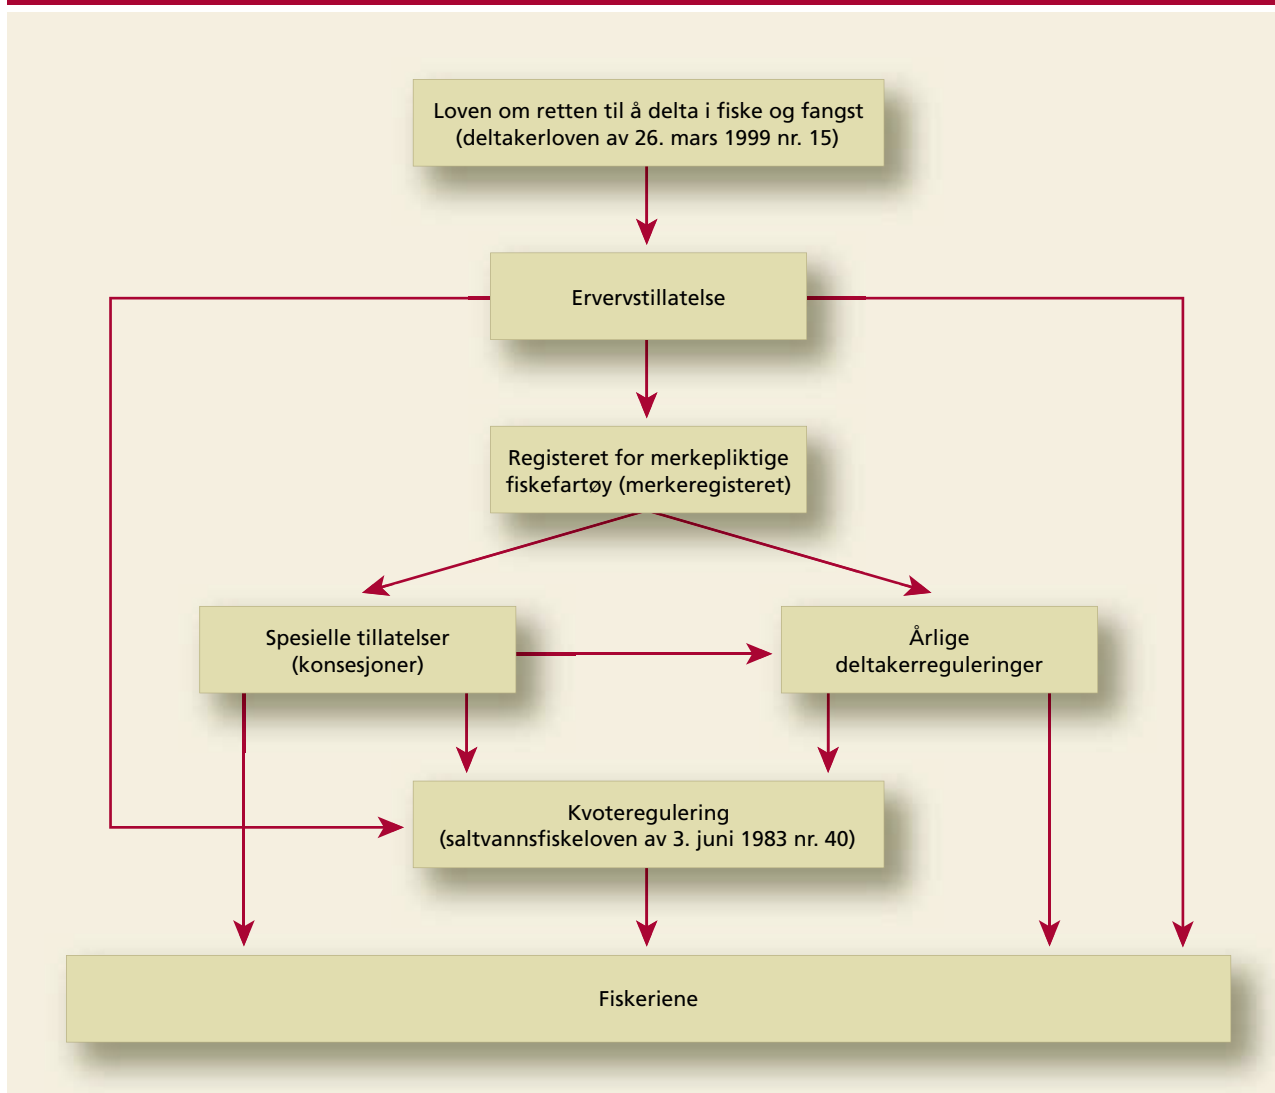 Loven om retten til å delta i fiske og fangst
(deltakerloven av 26. mars 1999 nr. 15)
Ervervstillatelse
Registeret for merkepliktige
fiskefartøy (merkeregisteret)
Spesielle tillatelser
(konsesjoner)
Årlige
deltakerreguleringer
Kvoteregulering
(saltvannsfiskeloven av 3. juni 1983 nr. 40)
Fiskeriene